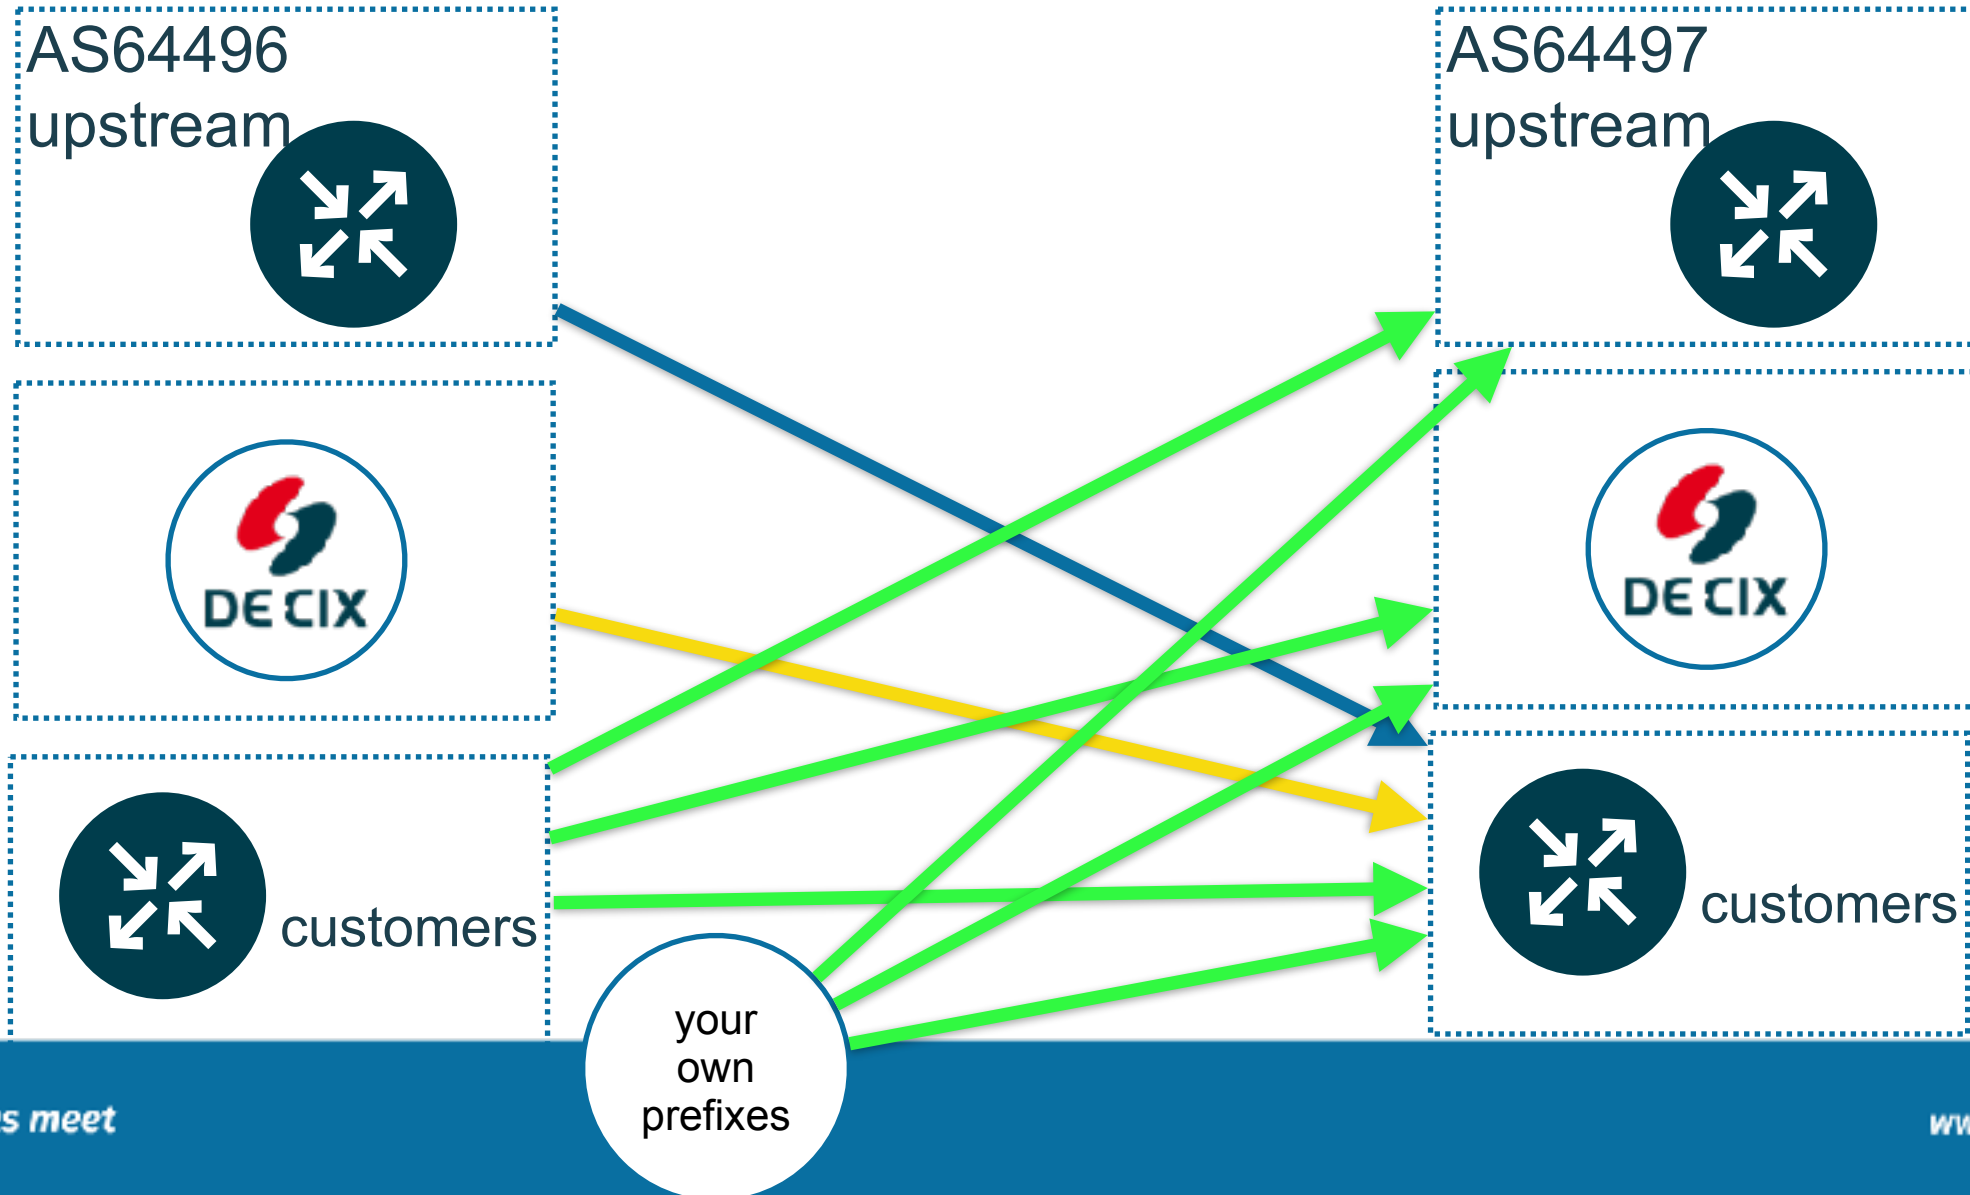 AS64496
upstream
AS64497
upstream
DE CIX
DE CIX
customers
customers
your
own
prefixes
meet